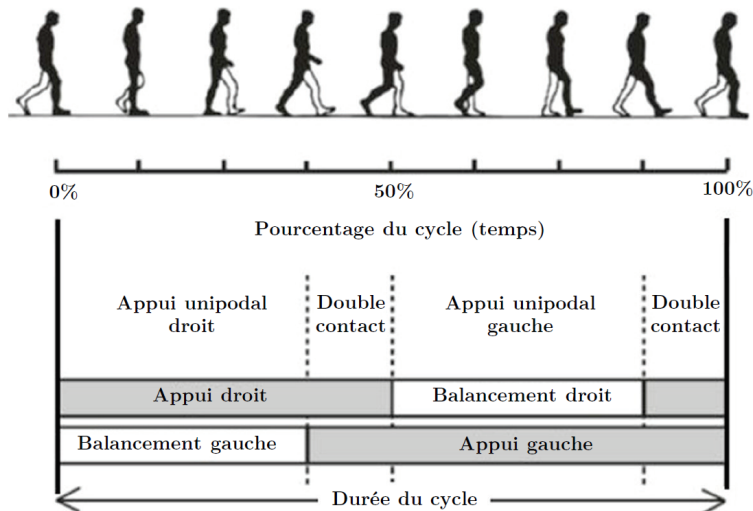 0%
50%
100%
Pourcentage du cycle (temps)
Appui unipodal
droit
Double
contact
Appui unipodal
gauche
Double
contact
Appui droit
Balancement droit
Balancement gauche
Appui gauche
Durée du cycle